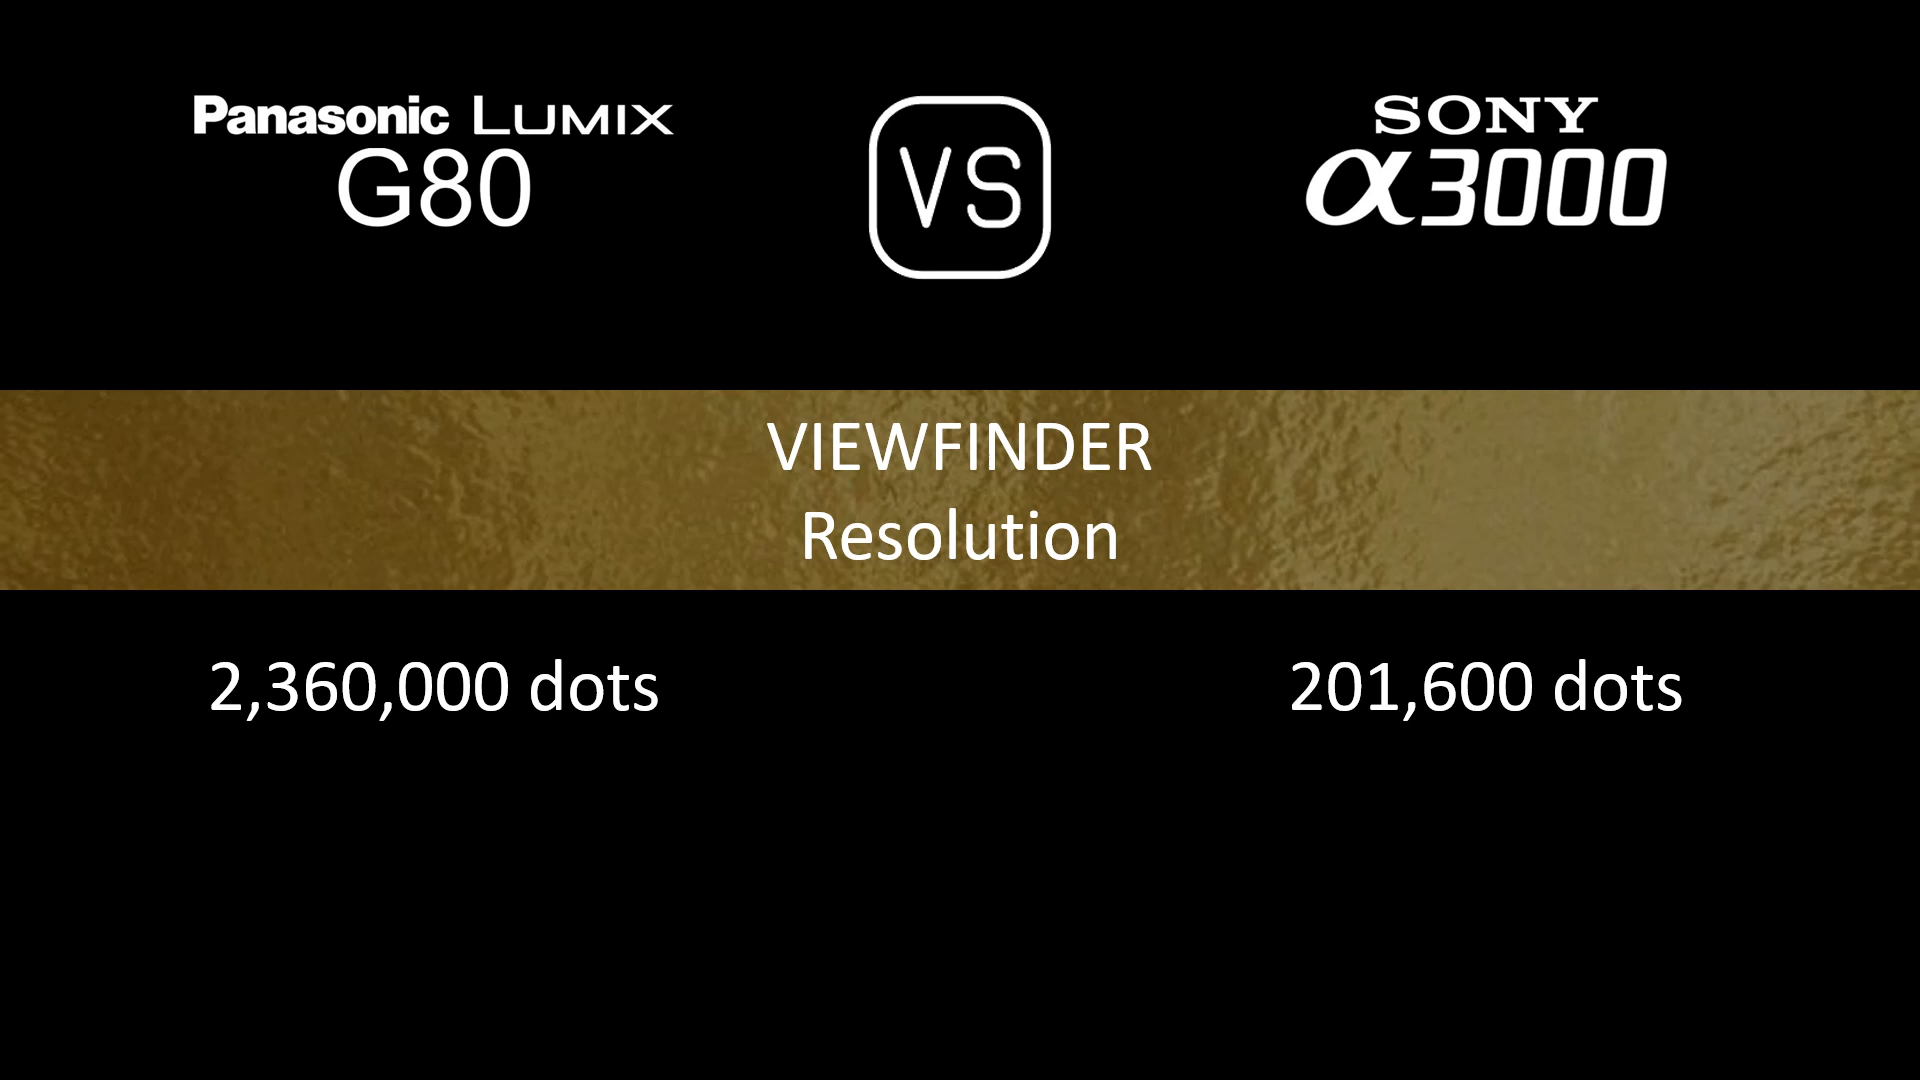 Panasonic LUMIX
G80
VS
SONY
α3000
VIEWFINDER
Resolution
2,360,000 dots
201,600 dots